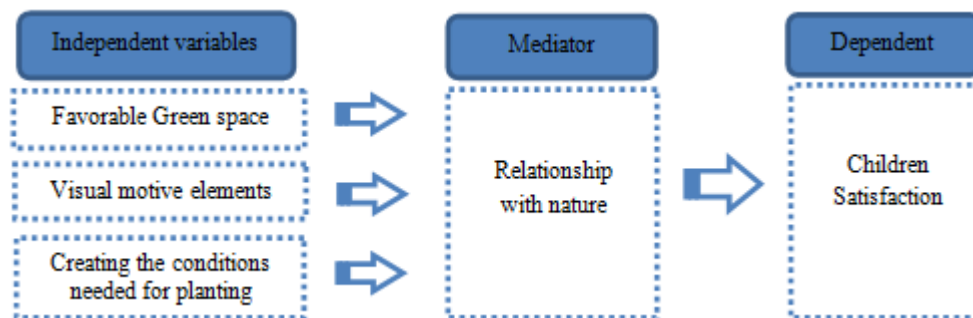 Independent variables
Mediator
Dependent
Favorable Green space
Visual motive elements
Creating the conditions
needed for planting
Relationship
with nature
Children
Satisfaction